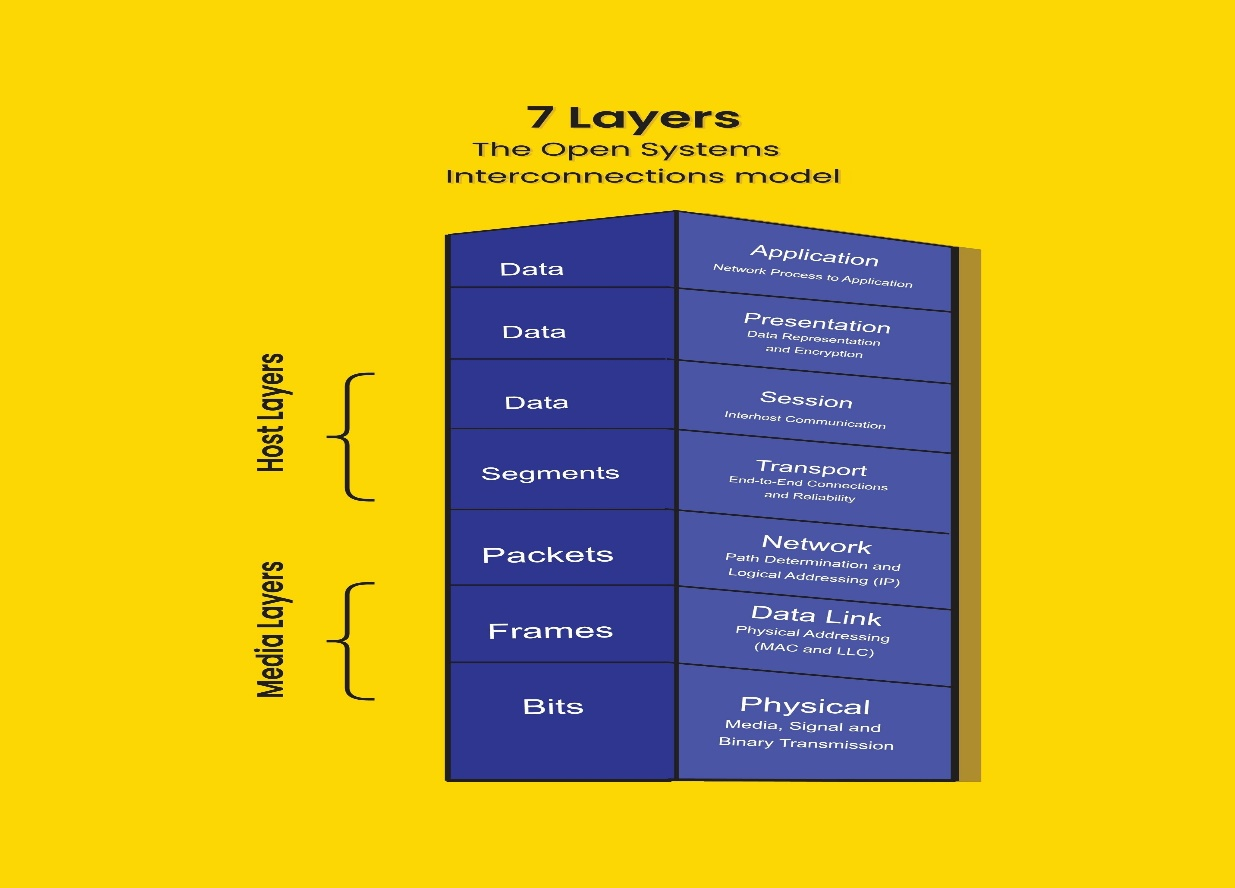 7 Layers
The Open Systems
Interconnections model
Host Layers
Media Layers
Data
Application
Network Process to Application
Data
Presentation
Data Representation
and Encryption
Data
Session
Interhost Communication
Segments
Transport
End-to-End Connections
and Reliability
Packets
Network
Path Determination and
Logical Addressing (IP)
Frames
Data Link
Physical Addressing
(MAC and LLC)
Bits
Physical
Media, Signal and
Binary Transmission